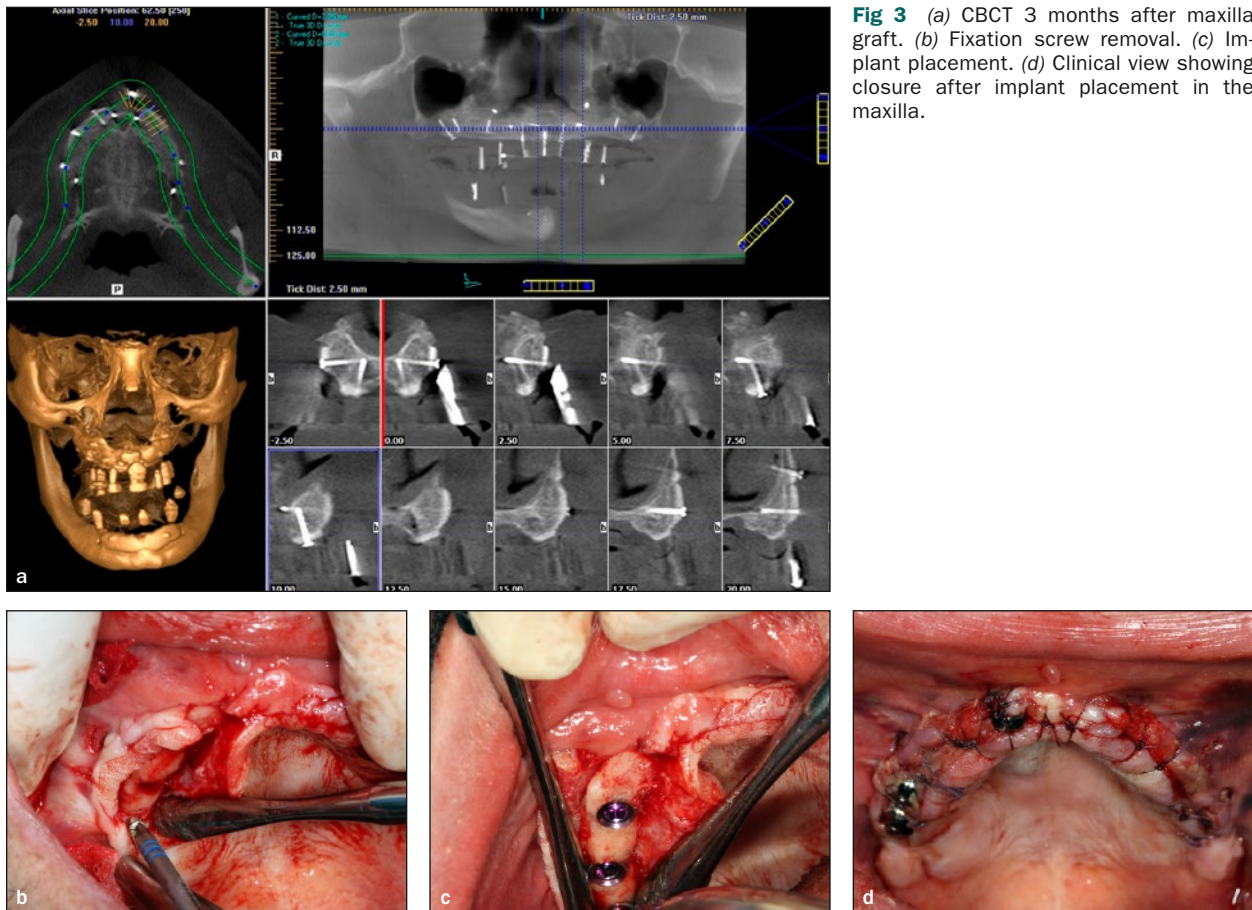 Axial Slice Position: 62.50 [250]
-2.50 10.00 20.00
Tick Dist: 2.50 mm
R
112.50
125.00
Tick Dist: 2.50 mm
P
-2.50
0.00
2.50
5.00
7.50
b
b
b
b
b
10.00
12.50
15.00
17.50
20.00
b
b
b
b
b
a
b
c
d
Fig 3 (a) CBCT 3 months after maxilla
graft. (b) Fixation screw removal. (c) Im-
plant placement. (d) Clinical view showing
closure after implant placement in the
maxilla.